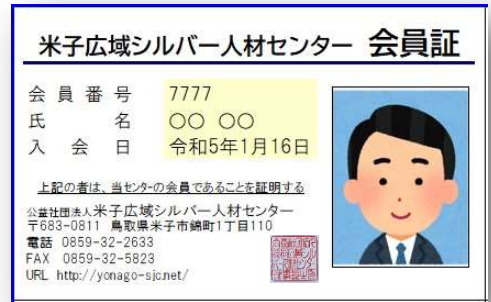 米子広域シルバー人材センター 会員証
会員番号 7777
氏名 〇〇 〇〇
入会日 令和5年1月16日
上記の者は、当センターの会員であることを証明する
公益社団法人米子広域シルバー人材センター
〒683-0811 鳥取県米子市錦町1丁目110
電話 0859-32-2633
FAX 0859-32-5823
URL http://yonago-sjc.net/